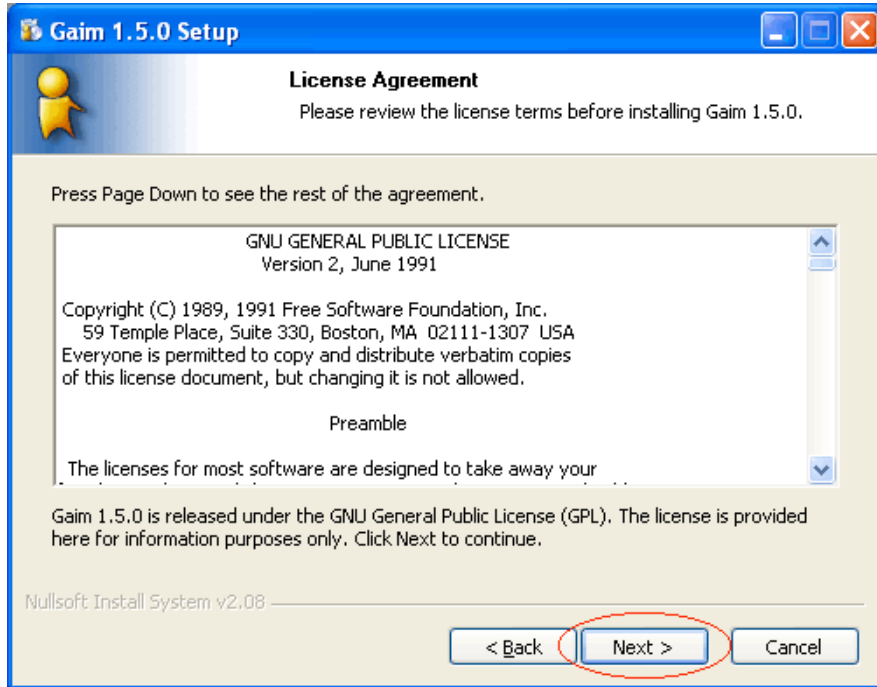 Gaim 1.5.0 Setup
License Agreement
Please review the license terms before installing Gaim 1.5.0.
Press Page Down to see the rest of the agreement.
GNU GENERAL PUBLIC LICENSE
Version 2, June 1991
Copyright (C) 1989, 1991 Free Software Foundation, Inc.
59 Temple Place, Suite 330, Boston, MA 02111-1307 USA
Everyone is permitted to copy and distribute verbatim copies
of this license document, but changing it is not allowed.
Preamble
The licenses for most software are designed to take away your
Gaim 1.5.0 is released under the GNU General Public License (GPL). The license is provided
here for information purposes only. Click Next to continue.
Nullsoft Install System v2.08
< Back Next > Cancel